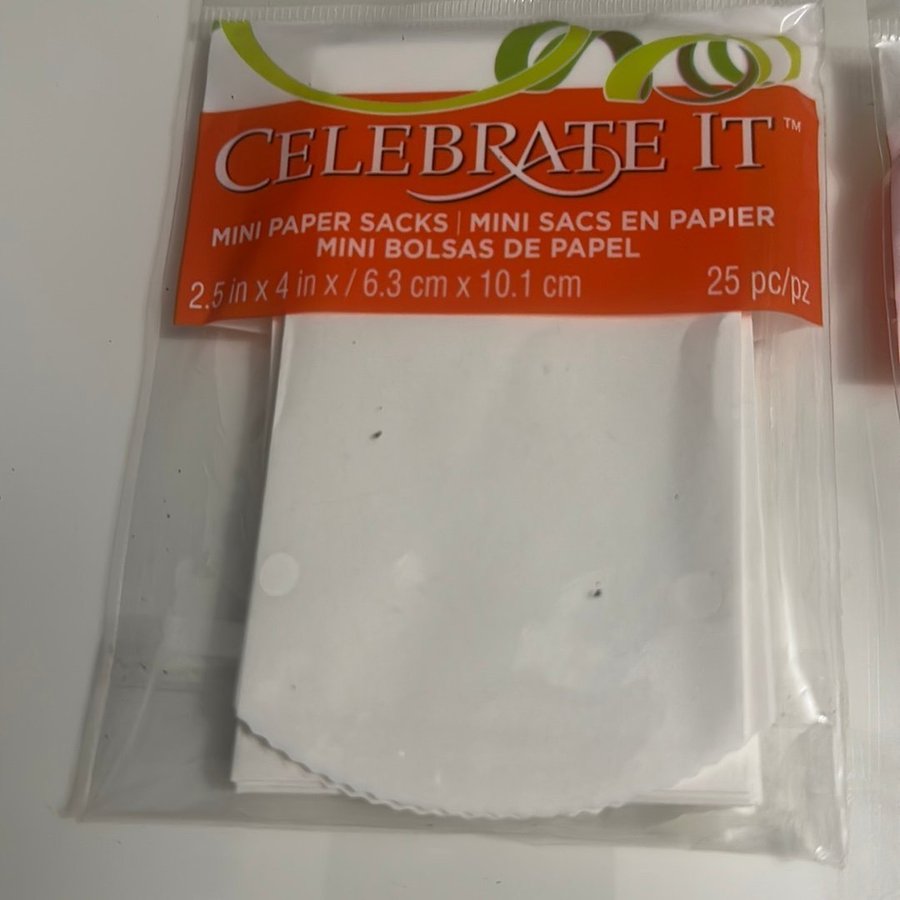 CELEBRATE IT™
MINI PAPER SACKS | MINI SACS EN PAPIER
MINI BOLSAS DE PAPEL
2.5 in x 4 in x / 6.3 cm x 10.1 cm 25 pc/pz